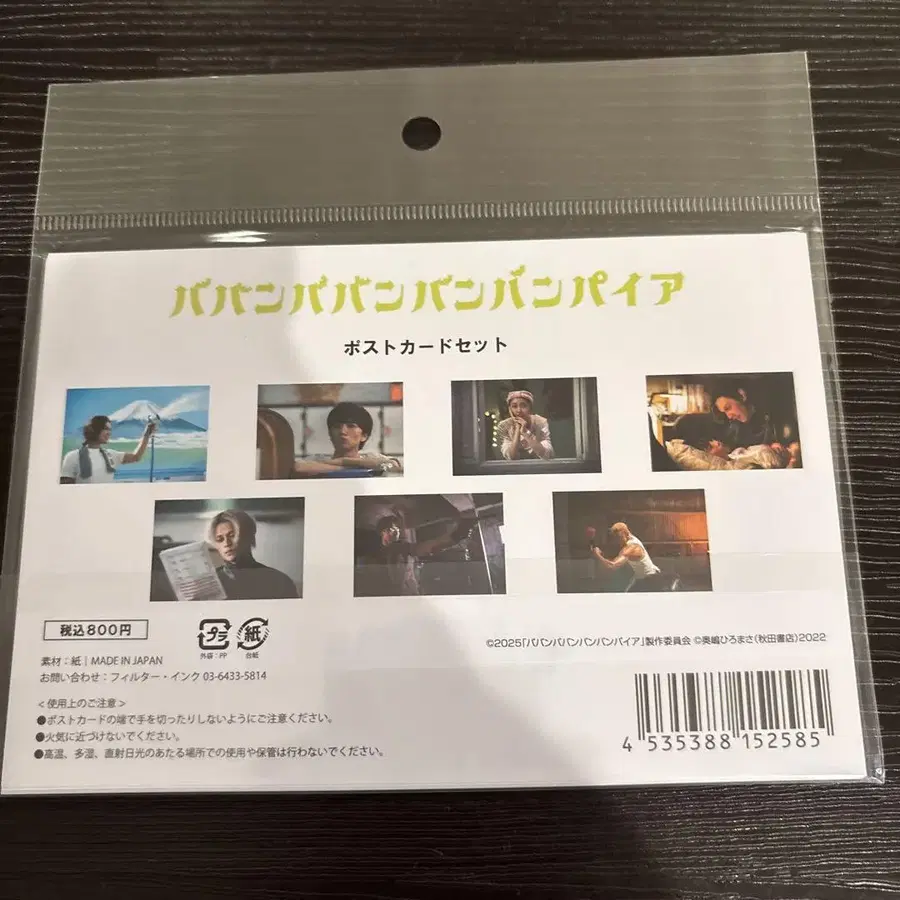 ババンババンバンバンパイア
ポストカードセット
税込800円
プラ
外袋:PP
紙
台紙
素材:紙|MADE IN JAPAN
お問い合わせ:フィルター・インク 03-6433-5814
©2025「ババンババンバンバンパイア」製作委員会 ©奥嶋ひろまさ(秋田書店)2022
<使用上のご注意>
●ポストカードの端で手を切ったりしないようにご注意ください。
●火気に近づけないでください。
●高温、多湿、直射日光のあたる場所での使用や保管は行わないでください。
4 535388 152585